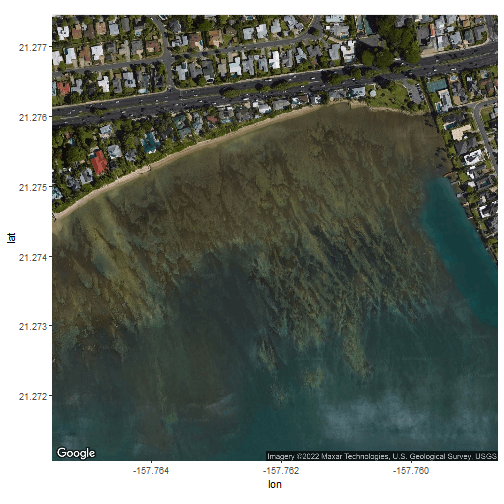 21.277
21.276
21.275
21.274
21.273
21.272
lat
-157.764
-157.762
-157.760
lon
Google
Imagery ©2022 Maxar Technologies, U.S. Geological Survey, USGS